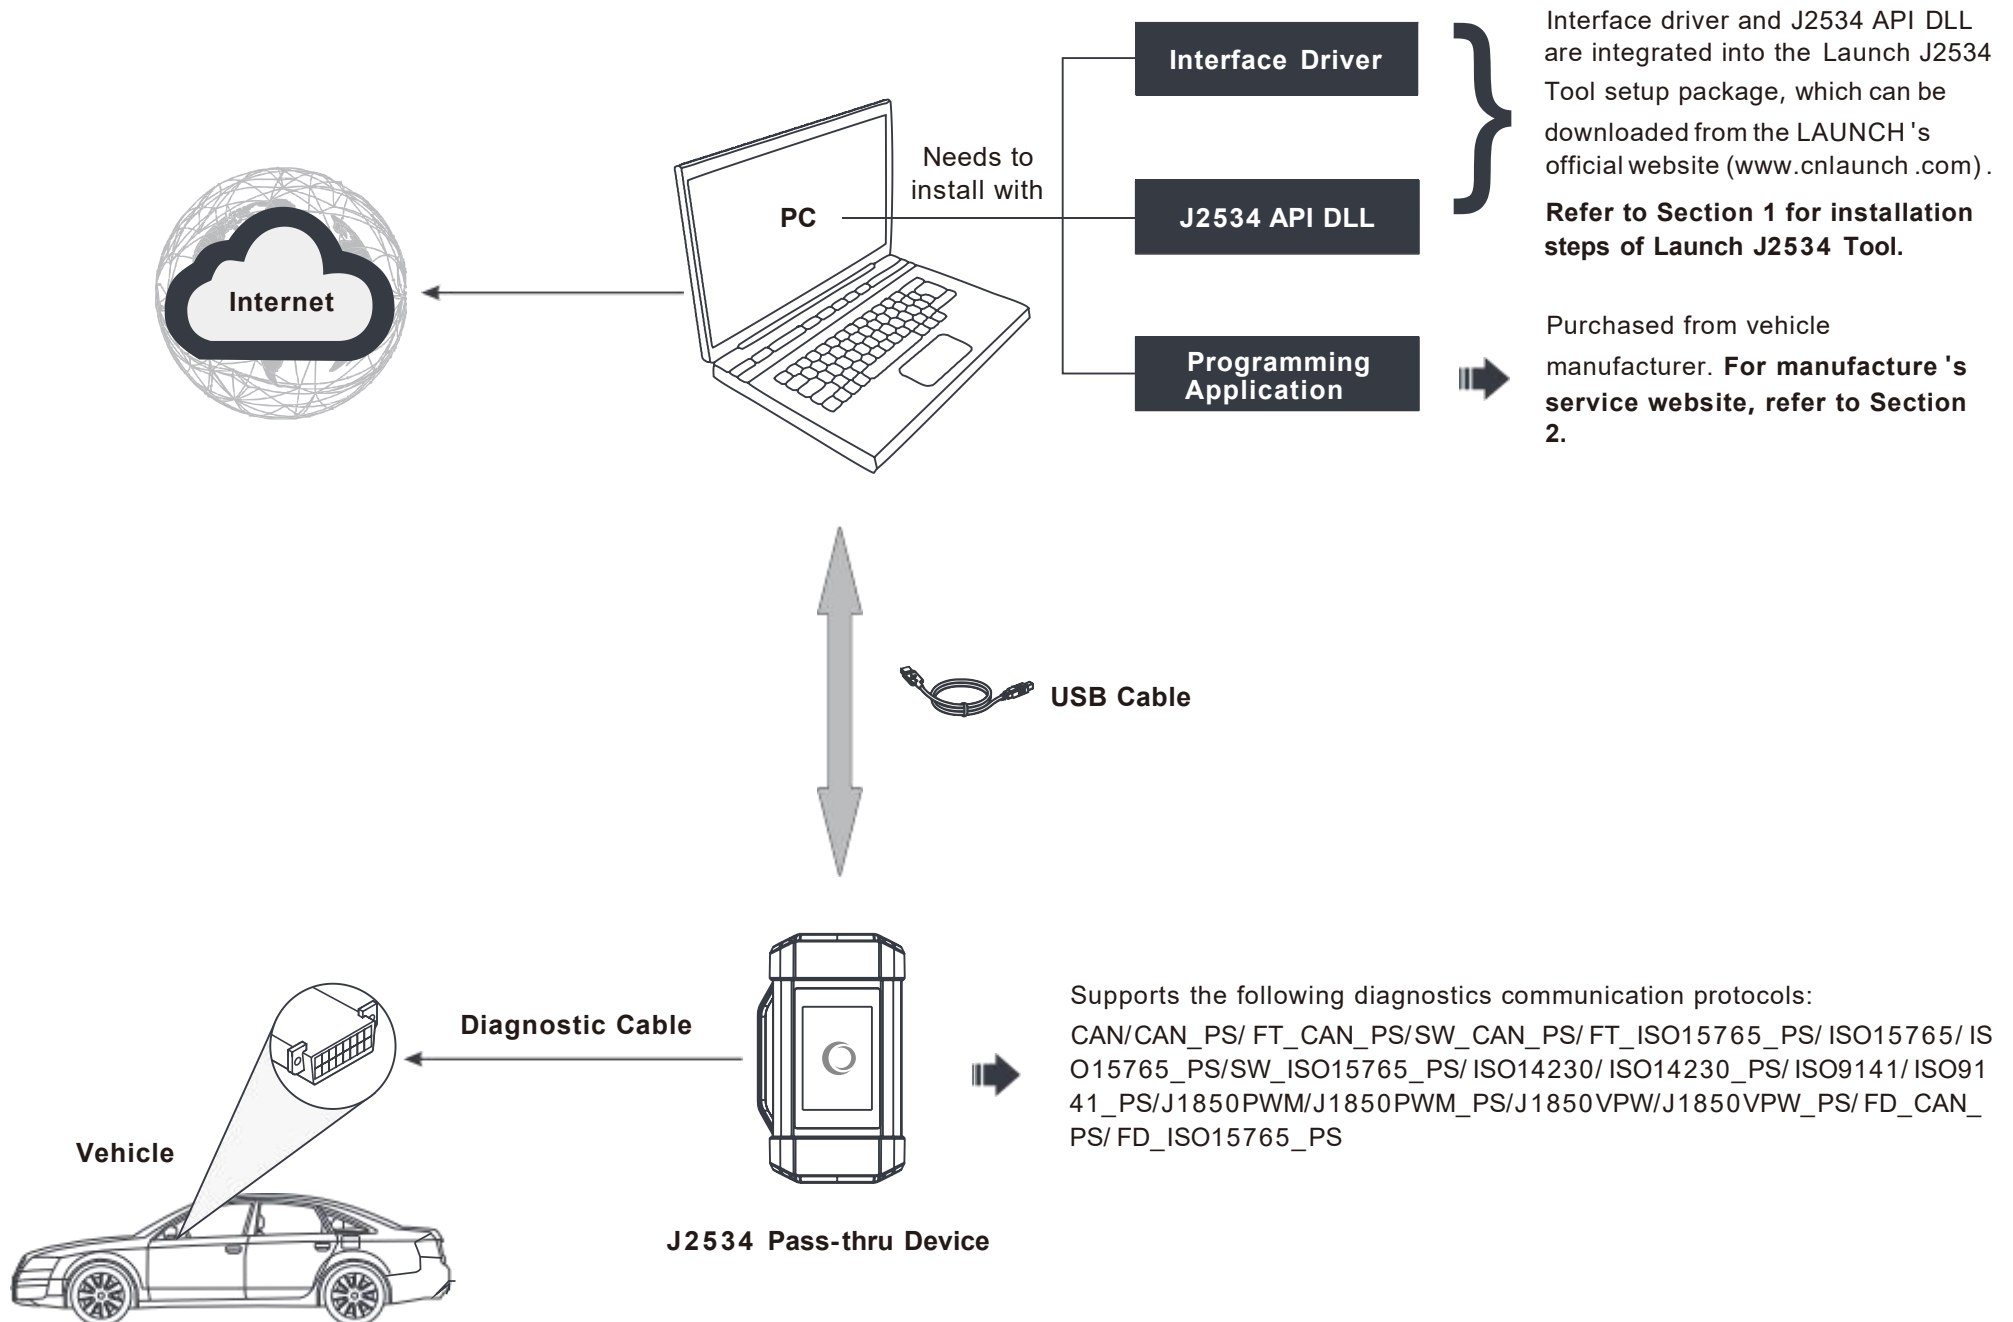 Interface Driver
Interface driver and J2534 API DLL
are integrated into the Launch J2534
Tool setup package, which can be
downloaded from the LAUNCH 's
official website (www.cnlaunch .com) .
Refer to Section 1 for installation
steps of Launch J2534 Tool.
Needs to
install with
PC
J2534 API DLL
Internet
Programming
Application
Purchased from vehicle
manufacturer. For manufacture 's
service website, refer to Section
2.
USB Cable
Diagnostic Cable
Supports the following diagnostics communication protocols:
CAN/CAN_PS/ FT_CAN_PS/SW_CAN_PS/ FT_ISO15765_PS/ ISO15765/ IS
O15765_PS/SW_ISO15765_PS/ ISO14230/ ISO14230_PS/ ISO9141/ ISO91
41_PS/J1850PWM/J1850PWM_PS/J1850VPW/J1850VPW_PS/ FD_CAN_
PS/ FD_ISO15765_PS
Vehicle
J2534 Pass-thru Device